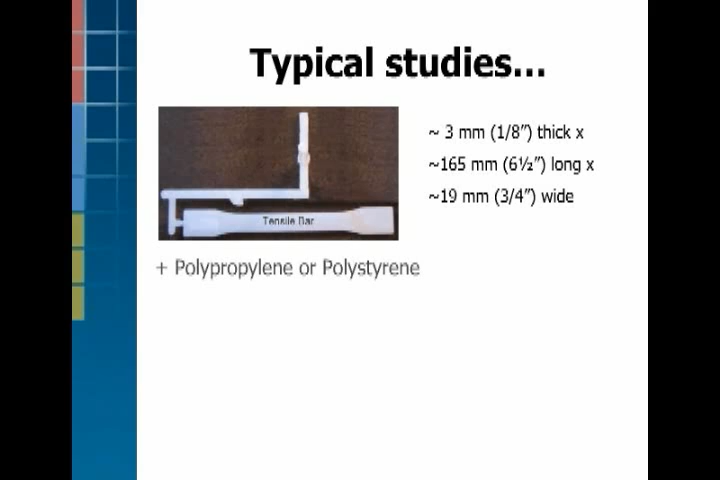 Typical studies...
~ 3 mm (1/8″) thick x
~165 mm (6½″) long x
~19 mm (3/4″) wide
Tensile Bar
+ Polypropylene or Polystyrene